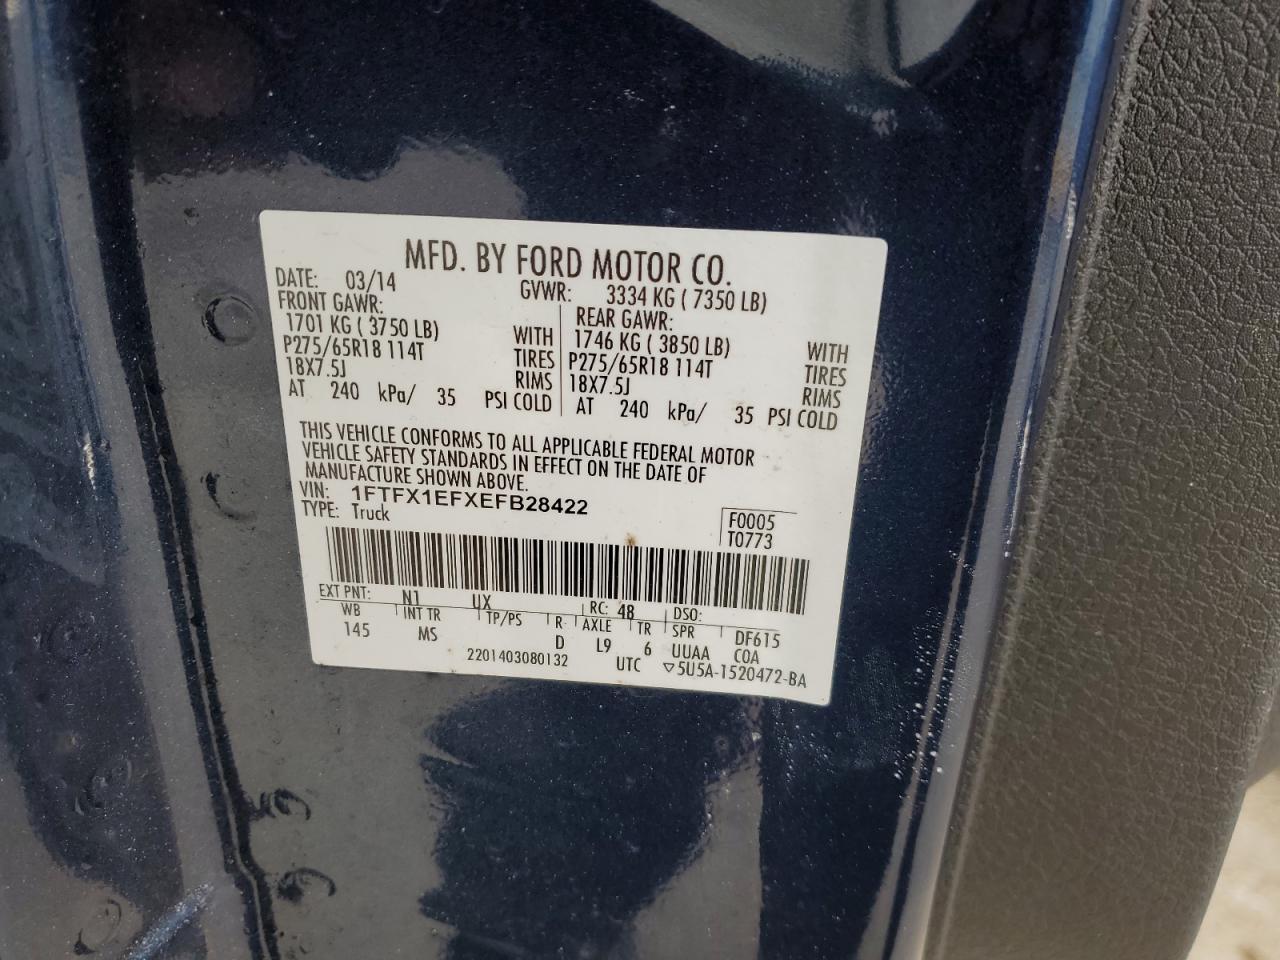 MFD. BY FORD MOTOR CO.
DATE: 03/14 GVWR: 3334 KG ( 7350 LB)
FRONT GAWR: REAR GAWR:
1701 KG ( 3750 LB) WITH 1746 KG ( 3850 LB) WITH
P275/65R18 114T TIRES P275/65R18 114T TIRES
18X7.5J RIMS 18X7.5J RIMS
AT 240 kPa/ 35 PSI COLD AT 240 kPa/ 35 PSI COLD
THIS VEHICLE CONFORMS TO ALL APPLICABLE FEDERAL MOTOR
VEHICLE SAFETY STANDARDS IN EFFECT ON THE DATE OF
MANUFACTURE SHOWN ABOVE.
VIN: 1FTFX1EFXEFB28422 F0005
TYPE: Truck T0773
EXT PNT: N1 UX RC: 48 DSO:
WB INT TR TP/PS R AXLE TR SPR DF615
145 MS D L9 6 UUAA COA
2201403080132 UTC ▽5U5A-1520472-BA